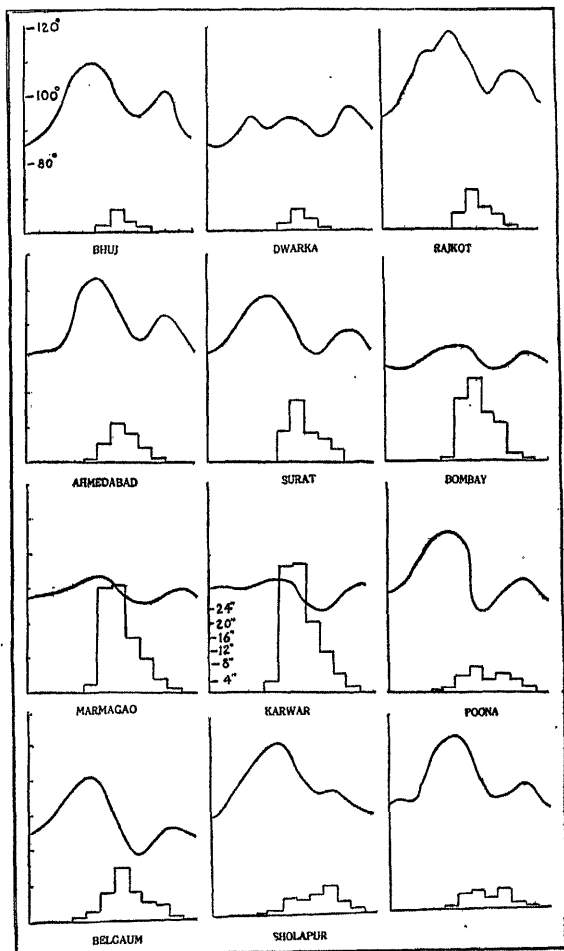 120°
100°
80°
BHUJ DWARKA RAJKOT
AHMEDABAD SURAT BOMBAY
24"
20"
16"
12"
8"
4"
MARMAGAO KARWAR POONA
BELGAUM SHOLAPUR